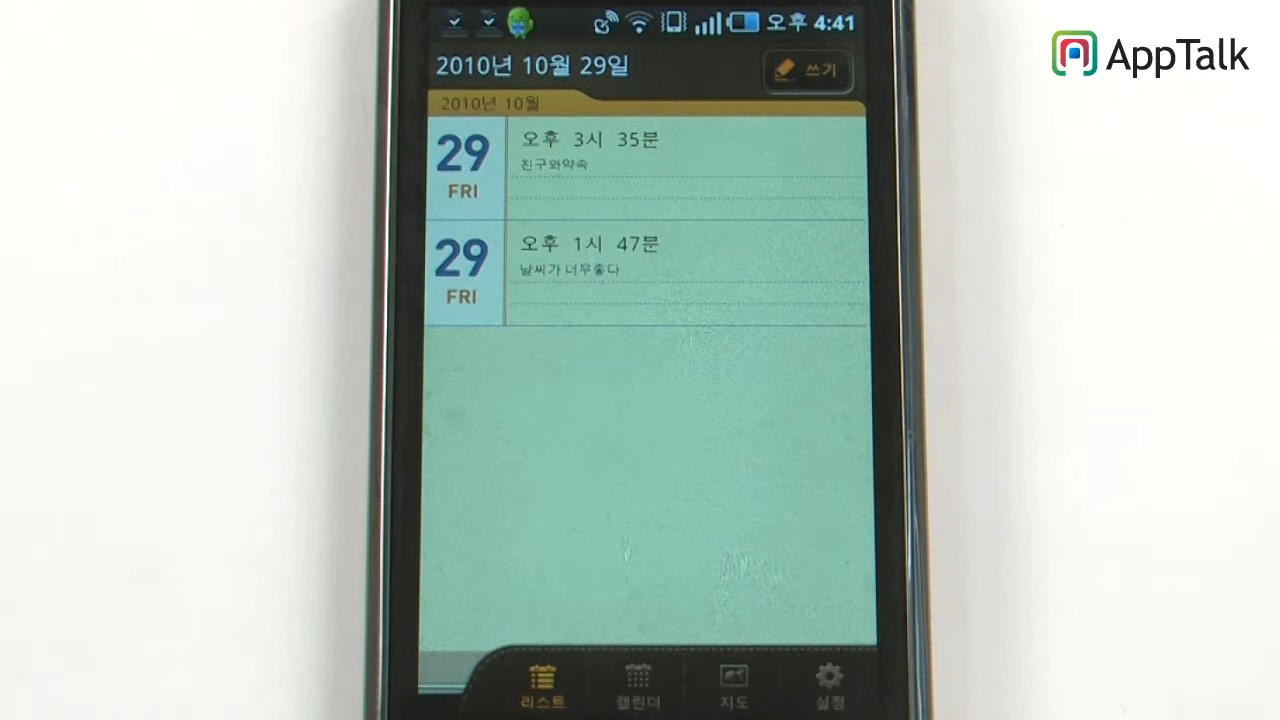 오후 4:41
AppTalk
2010년 10월 29일
쓰기
2010년 10월
29
FRI
오후 3시 35분
친구와약속
29
FRI
오후 1시 47분
날씨가 너무좋다
리스트
캘린더
지도
설정